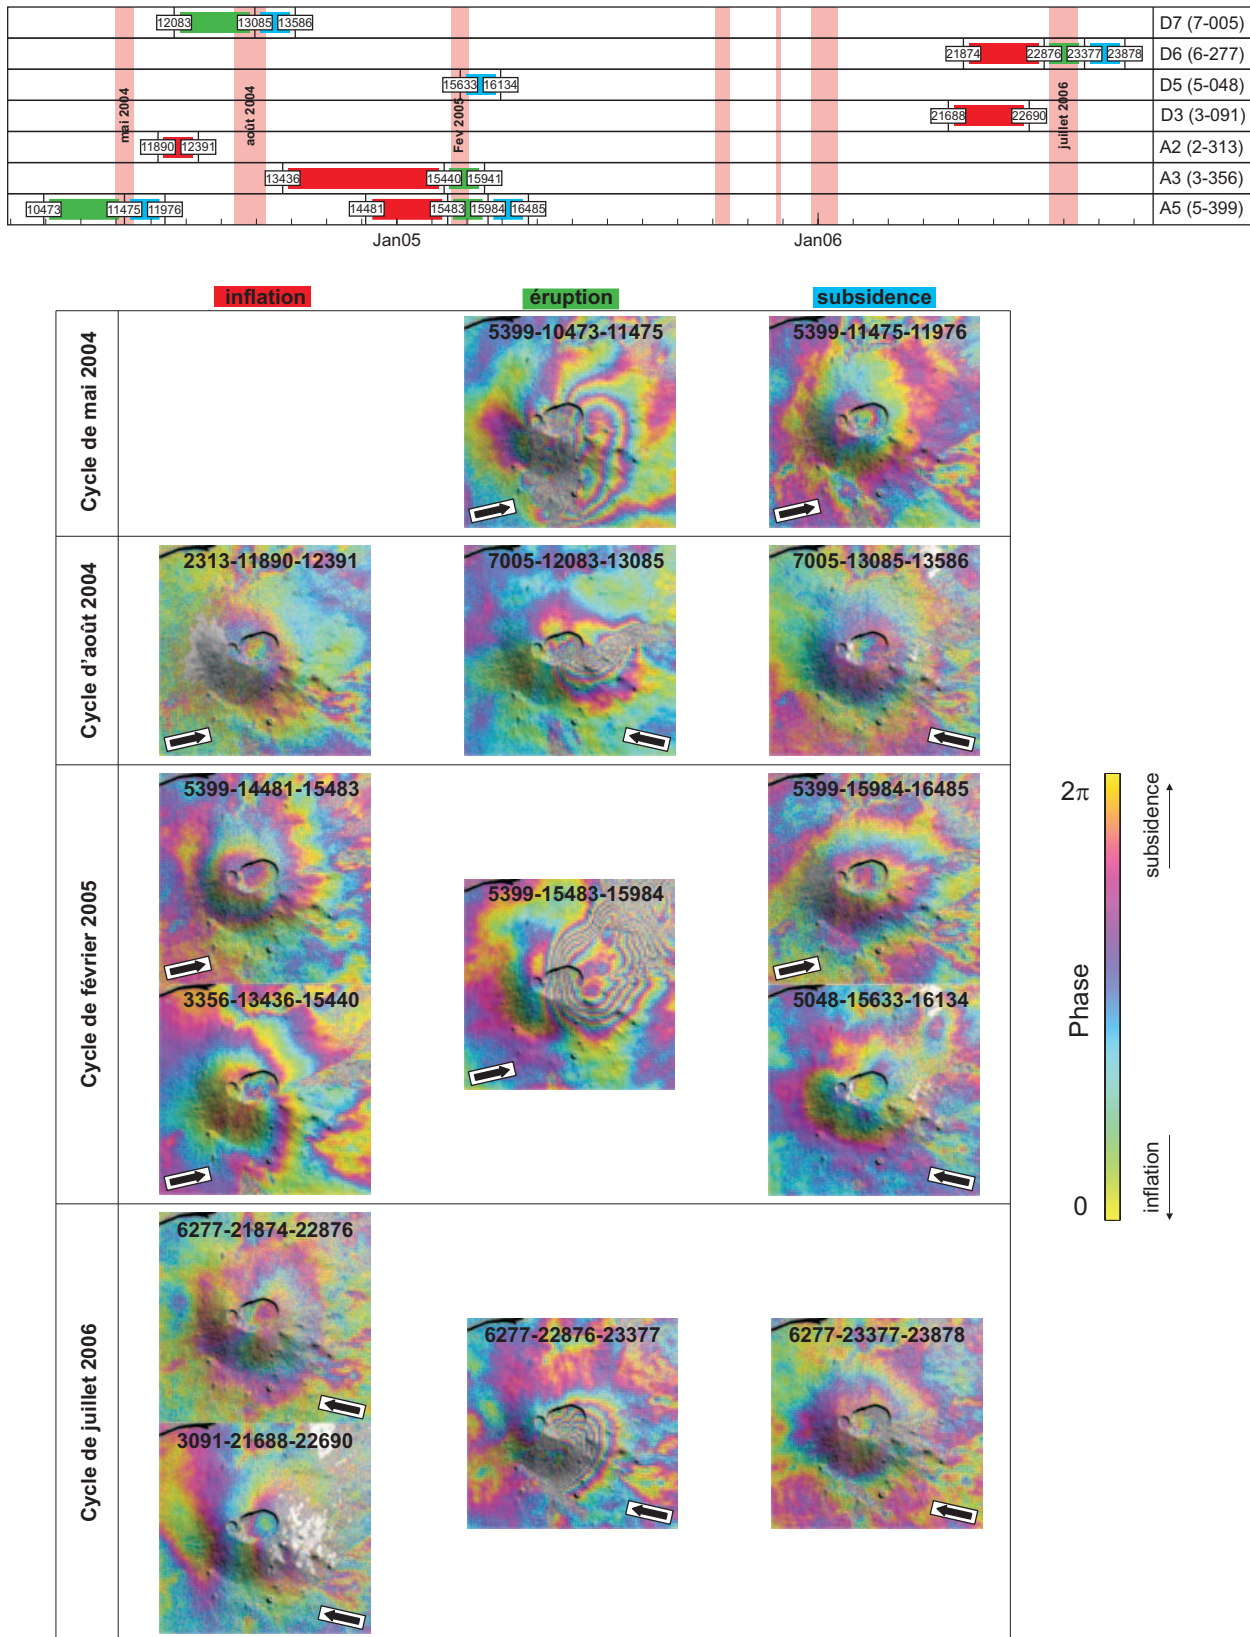 12083 13085 13586 D7 (7-005)
21874 22876 23377 23878 D6 (6-277)
15633 16134 D5 (5-048)
21688 22690 D3 (3-091)
11890 12391 A2 (2-313)
13436 15440 15941 A3 (3-356)
10473 11475 11976 14481 15483 15984 16485 A5 (5-399)
mai 2004
août 2004
Fev 2005
juillet 2006
Jan05 Jan06
inflation éruption subsidence
Cycle de mai 2004
5399-10473-11475
5399-11475-11976
Cycle d'août 2004
2313-11890-12391
7005-12083-13085
7005-13085-13586
Cycle de février 2005
5399-14481-15483
3356-13436-15440
5399-15483-15984
5399-15984-16485
5048-15633-16134
Cycle de juillet 2006
6277-21874-22876
3091-21688-22690
6277-22876-23377
6277-23377-23878
2π
subsidence
Phase
0
inflation